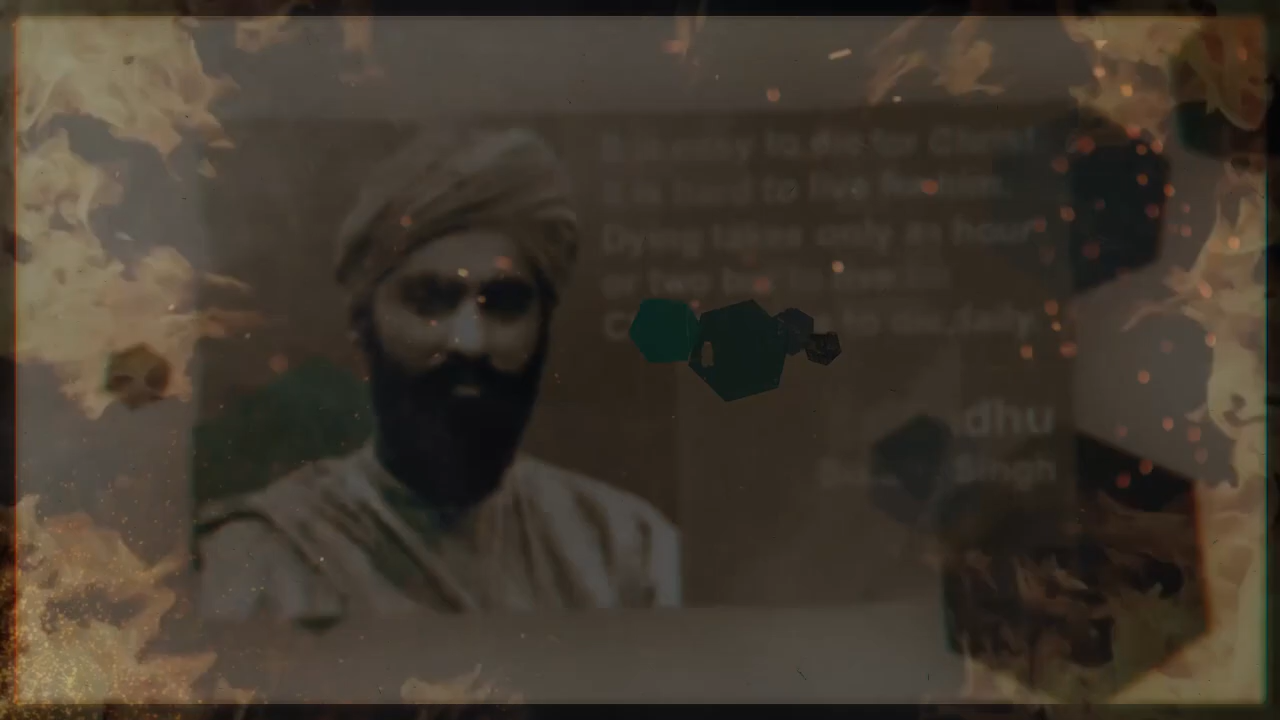 It is easy to die for Christ.
It is hard to live for him.
Dying takes only an hour
or two but to live for
C to die daily
dhu
Singh